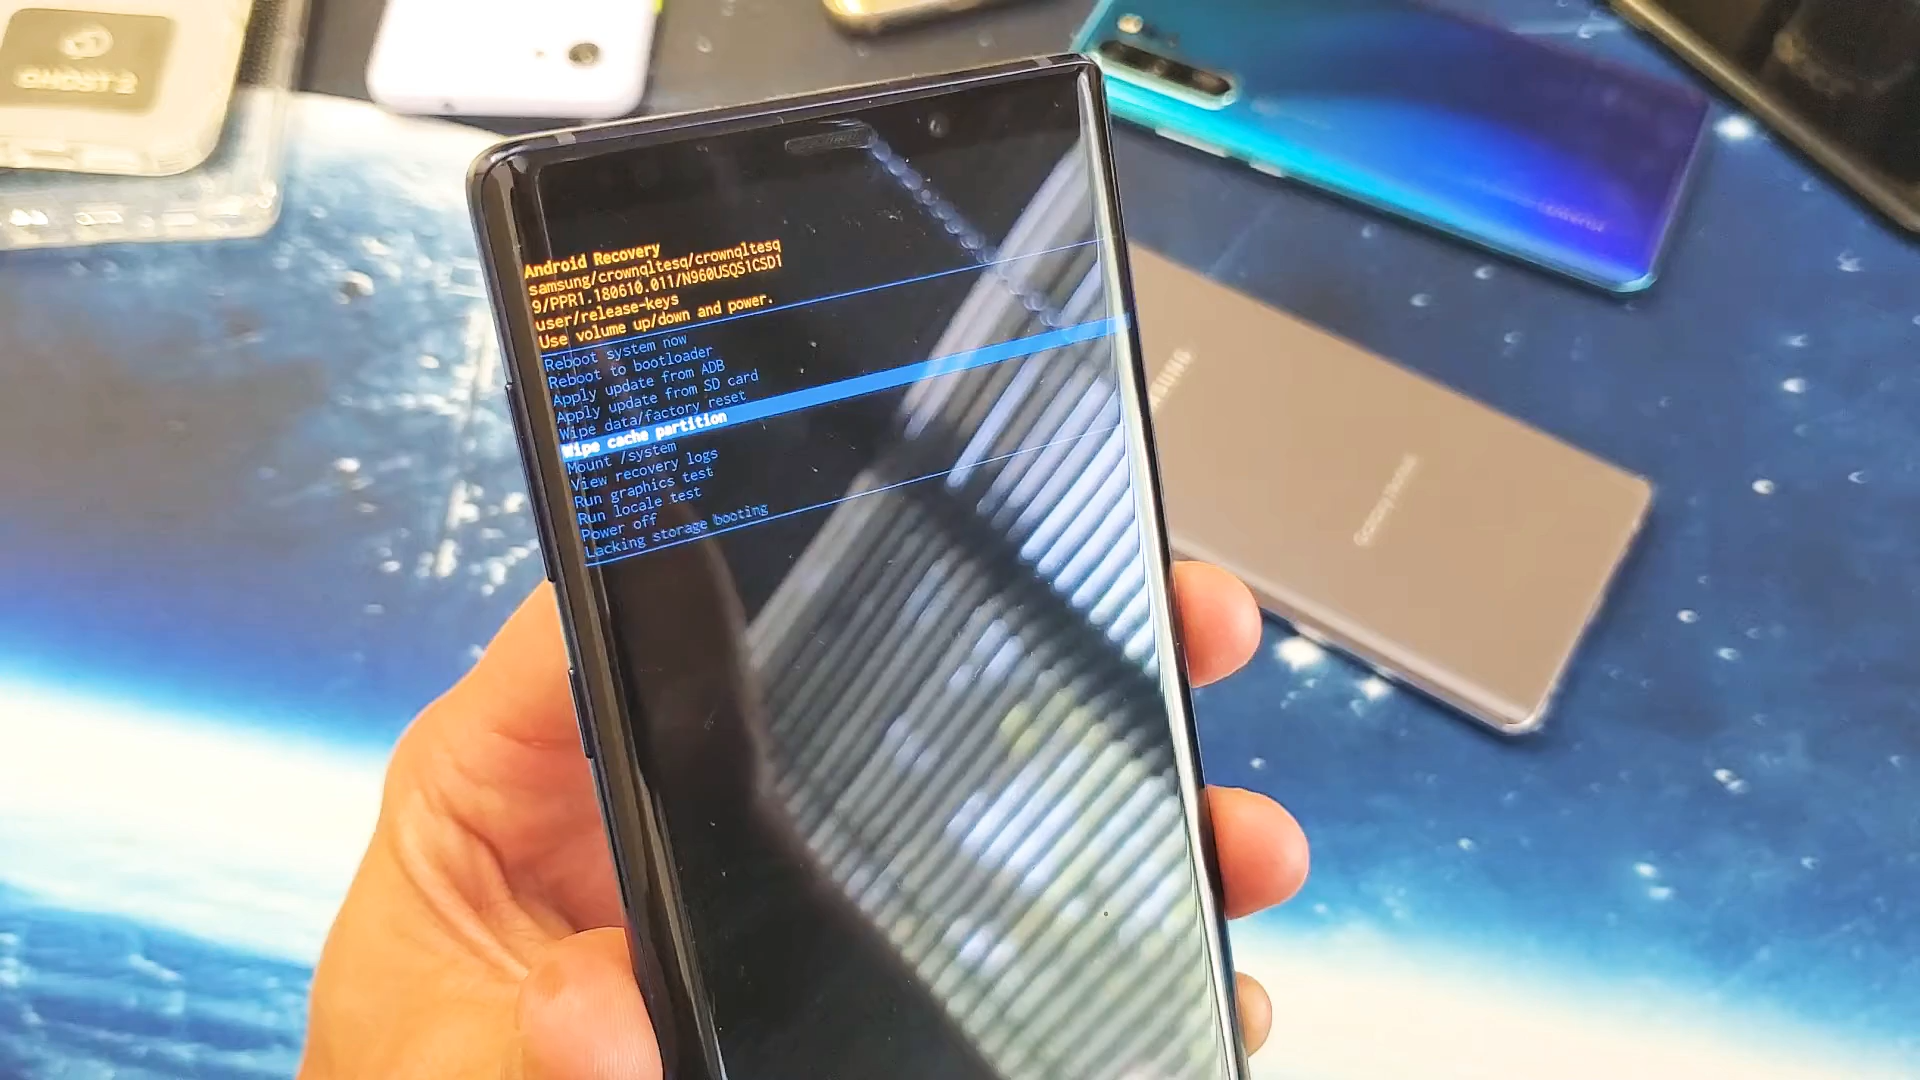 GHOST 2
Android Recovery
samsung/crownqltesq/crownqltesq
9/PPR1.180610.011/N960USQS1CSD1
user/release-keys
Use volume up/down and power.
Reboot system now
Reboot to bootloader
Apply update from ADB
Apply update from SD card
Wipe data/factory reset
Wipe cache partition
Mount /system
View recovery logs
Run graphics test
Run locale test
Power off
Lacking storage booting